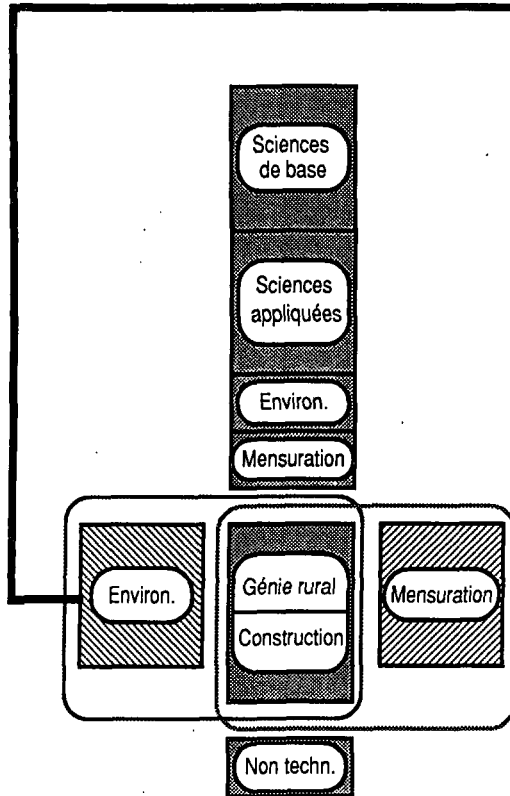 Sciences
de base
Sciences
appliquées
Environ.
Mensuration
Environ.
Génie rural
Construction
Mensuration
Non techn.